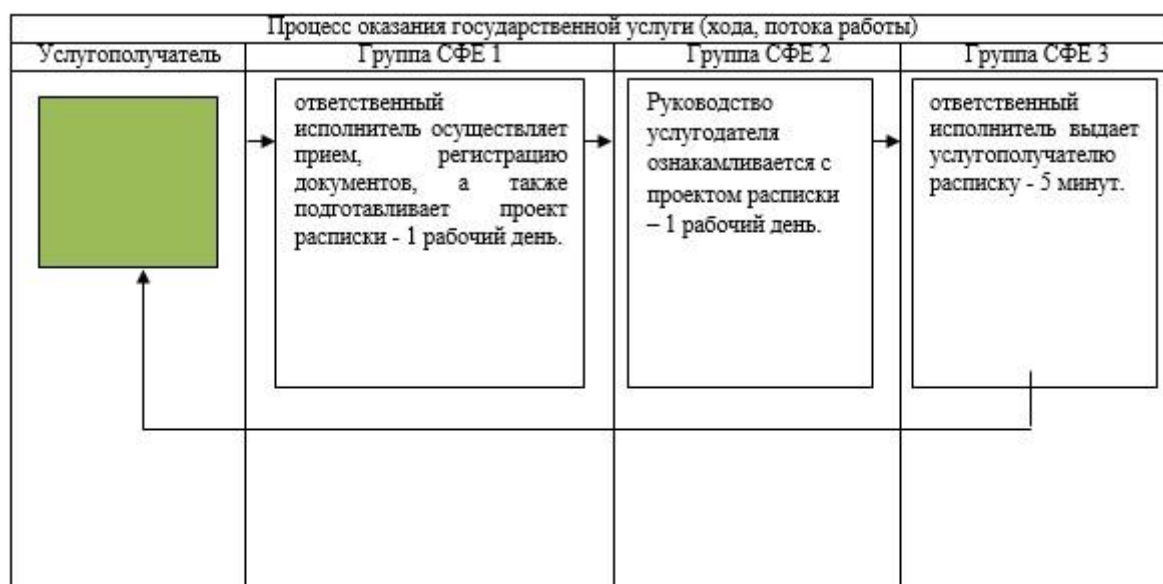 Процесс оказания государственной услуги (хода, потока работы)
Услугополучатель
Группа СФЕ 1
Группа СФЕ 2
Группа СФЕ 3
ответственный
исполнитель осуществляет
прием, регистрацию
документов, а также
подготавливает проект
расписки - 1 рабочий день.
Руководство
услугодателя
ознакамливается с
проектом расписки
– 1 рабочий день.
ответственный
исполнитель выдает
услугополучателю
расписку - 5 минут.